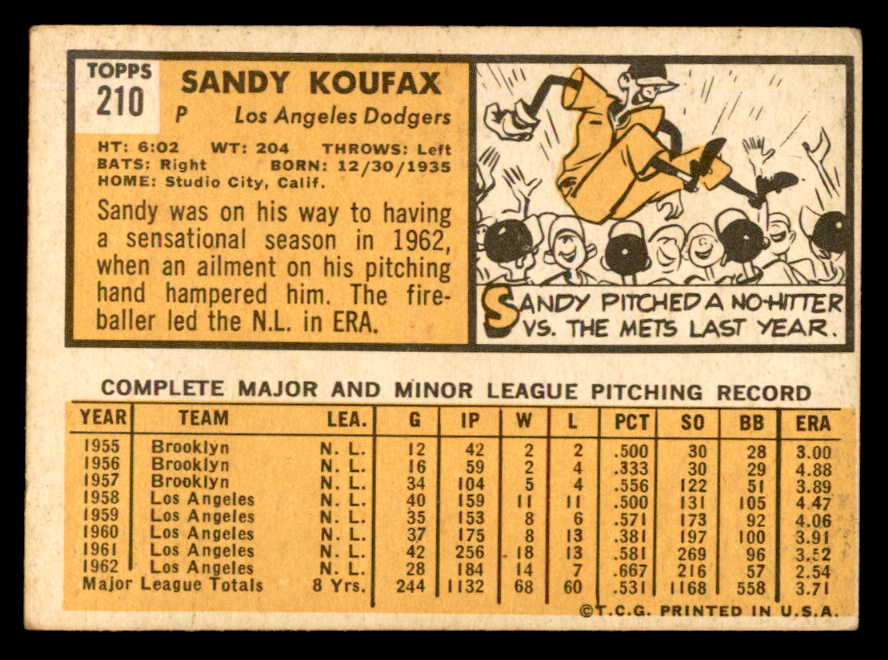 TOPPS
210
SANDY KOUFAX
P Los Angeles Dodgers
HT: 6:02 WT: 204 THROWS: Left
BATS: Right BORN: 12/30/1935
HOME: Studio City, Calif.
Sandy was on his way to having
a sensational season in 1962,
when an ailment on his pitching
hand hampered him. The fire-
baller led the N.L. in ERA.
SANDY PITCHED A NO-HITTER
VS. THE METS LAST YEAR.
COMPLETE MAJOR AND MINOR LEAGUE PITCHING RECORD
YEAR TEAM LEA. G IP W L PCT SO BB ERA
1955 Brooklyn N. L. 12 42 2 2 .500 30 28 3.00
1956 Brooklyn N. L. 16 59 2 4 .333 30 29 4.88
1957 Brooklyn N. L. 34 104 5 4 .556 122 51 3.89
1958 Los Angeles N. L. 40 159 11 11 .500 131 105 4.47
1959 Los Angeles N. L. 35 153 8 6 .571 173 92 4.06
1960 Los Angeles N. L. 37 175 8 13 .381 197 100 3.91
1961 Los Angeles N. L. 42 256 18 13 .581 269 96 3.52
1962 Los Angeles N. L. 28 184 14 7 .667 216 57 2.54
Major League Totals 8 Yrs. 244 1132 68 60 .531 1168 558 3.71
©T.C.G. PRINTED IN U.S.A.